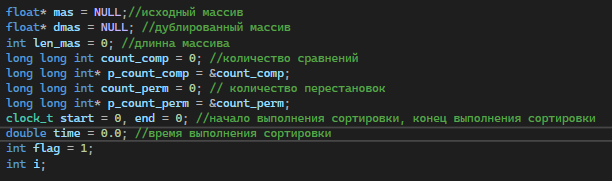 float* mas = NULL;//исходный массив
float* dmas = NULL; //дублированный массив
int len_mas = 0; //длинна массива
long long int count_comp = 0; //количество сравнений
long long int* p_count_comp = &count_comp;
long long int count_perm = 0; // количество перестановок
long long int* p_count_perm = &count_perm;
clock_t start = 0, end = 0; //начало выполнения сортировки, конец выполнения сортировки
double time = 0.0; //время выполнения сортировки
int flag = 1;
int i;